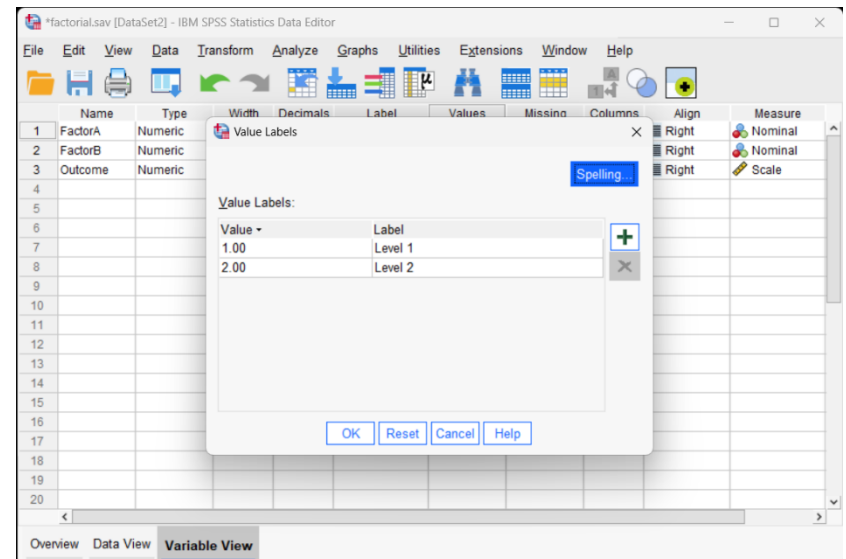 *factorial.sav [DataSet2] - IBM SPSS Statistics Data Editor
File Edit View Data Transform Analyze Graphs Utilities Extensions Window Help
Name Type Width Decimals Label Values Missing Columns Align Measure
1 FactorA Numeric Right Nominal
2 FactorB Numeric Right Nominal
3 Outcome Numeric Right Scale
4
5
6
7
8
9
10
11
12
13
14
15
16
17
18
19
20
Value Labels
Spelling...
Value Labels:
Value Label
1.00 Level 1
2.00 Level 2
OK Reset Cancel Help
Overview Data View Variable View